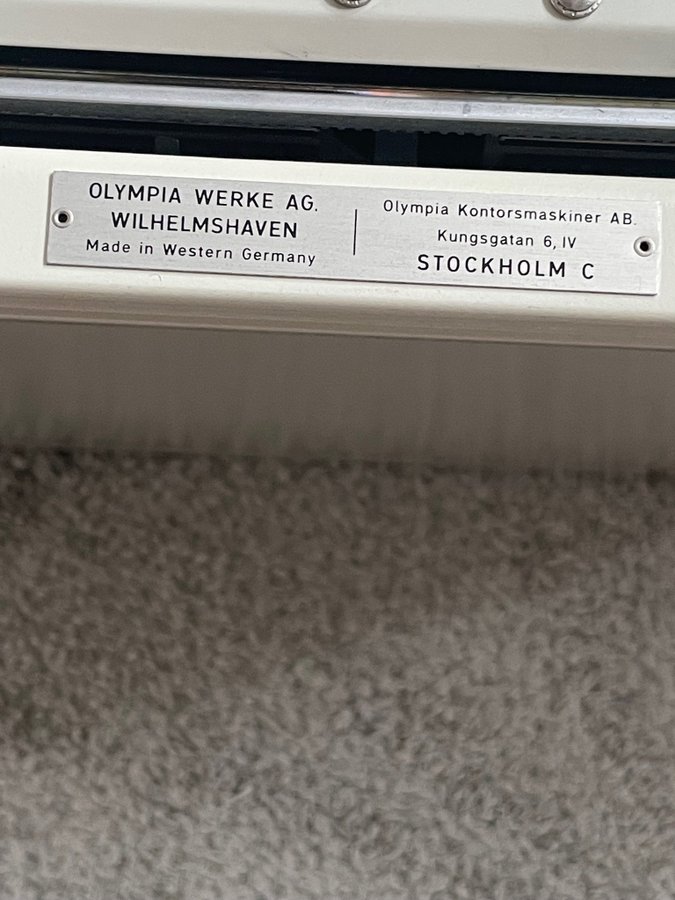 OLYMPIA WERKE AG.
WILHELMSHAVEN
Made in Western Germany
Olympia Kontorsmaskiner AB.
Kungsgatan 6, IV
STOCKHOLM C